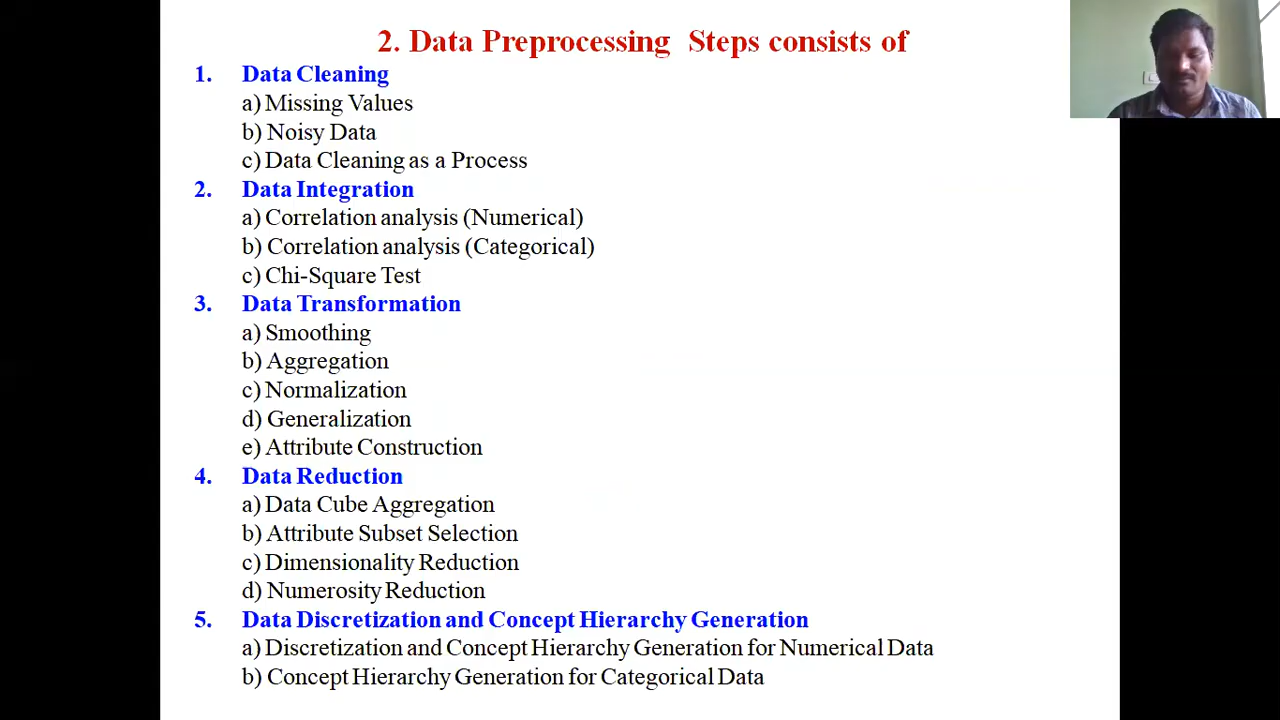 2. Data Preprocessing Steps consists of
1. Data Cleaning
a) Missing Values
b) Noisy Data
c) Data Cleaning as a Process
2. Data Integration
a) Correlation analysis (Numerical)
b) Correlation analysis (Categorical)
c) Chi-Square Test
3. Data Transformation
a) Smoothing
b) Aggregation
c) Normalization
d) Generalization
e) Attribute Construction
4. Data Reduction
a) Data Cube Aggregation
b) Attribute Subset Selection
c) Dimensionality Reduction
d) Numerosity Reduction
5. Data Discretization and Concept Hierarchy Generation
a) Discretization and Concept Hierarchy Generation for Numerical Data
b) Concept Hierarchy Generation for Categorical Data